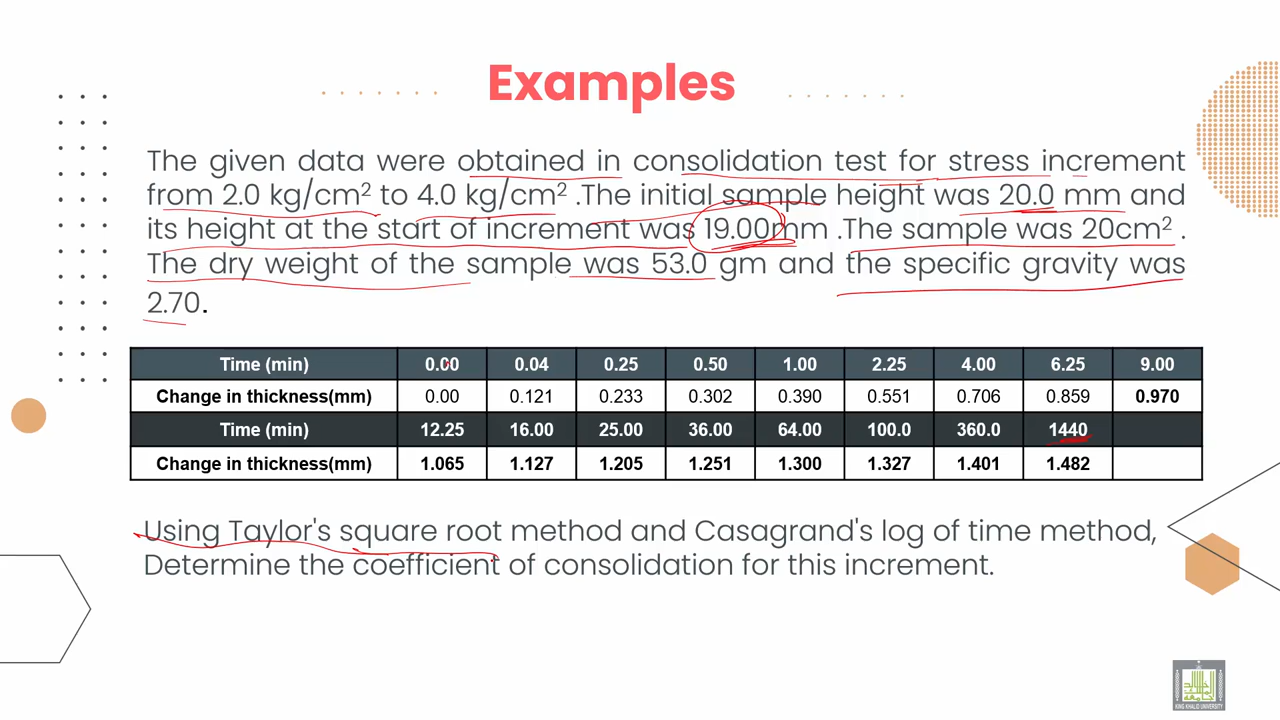 Examples
The given data were obtained in consolidation test for stress increment
from 2.0 kg/cm² to 4.0 kg/cm² .The initial sample height was 20.0 mm and
its height at the start of increment was 19.00mm .The sample was 20cm² .
The dry weight of the sample was 53.0 gm and the specific gravity was
2.70.
Time (min) 0.00 0.04 0.25 0.50 1.00 2.25 4.00 6.25 9.00
Change in thickness(mm) 0.00 0.121 0.233 0.302 0.390 0.551 0.706 0.859 0.970
Time (min) 12.25 16.00 25.00 36.00 64.00 100.0 360.0 1440
Change in thickness(mm) 1.065 1.127 1.205 1.251 1.300 1.327 1.401 1.482
Using Taylor's square root method and Casagrand's log of time method,
Determine the coefficient of consolidation for this increment.
KING KHALID UNIVERSITY